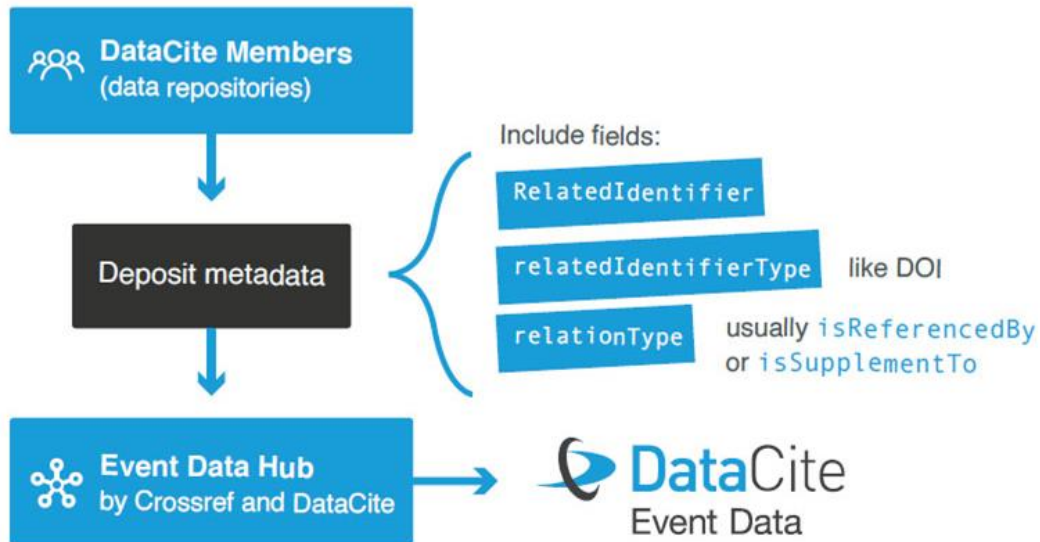 DataCite Members
(data repositories)
Include fields:
RelatedIdentifier
Deposit metadata
relatedIdentifierType like DOI
relationType usually isReferencedBy
or isSupplementTo
Event Data Hub
by Crossref and DataCite
DataCite
Event Data